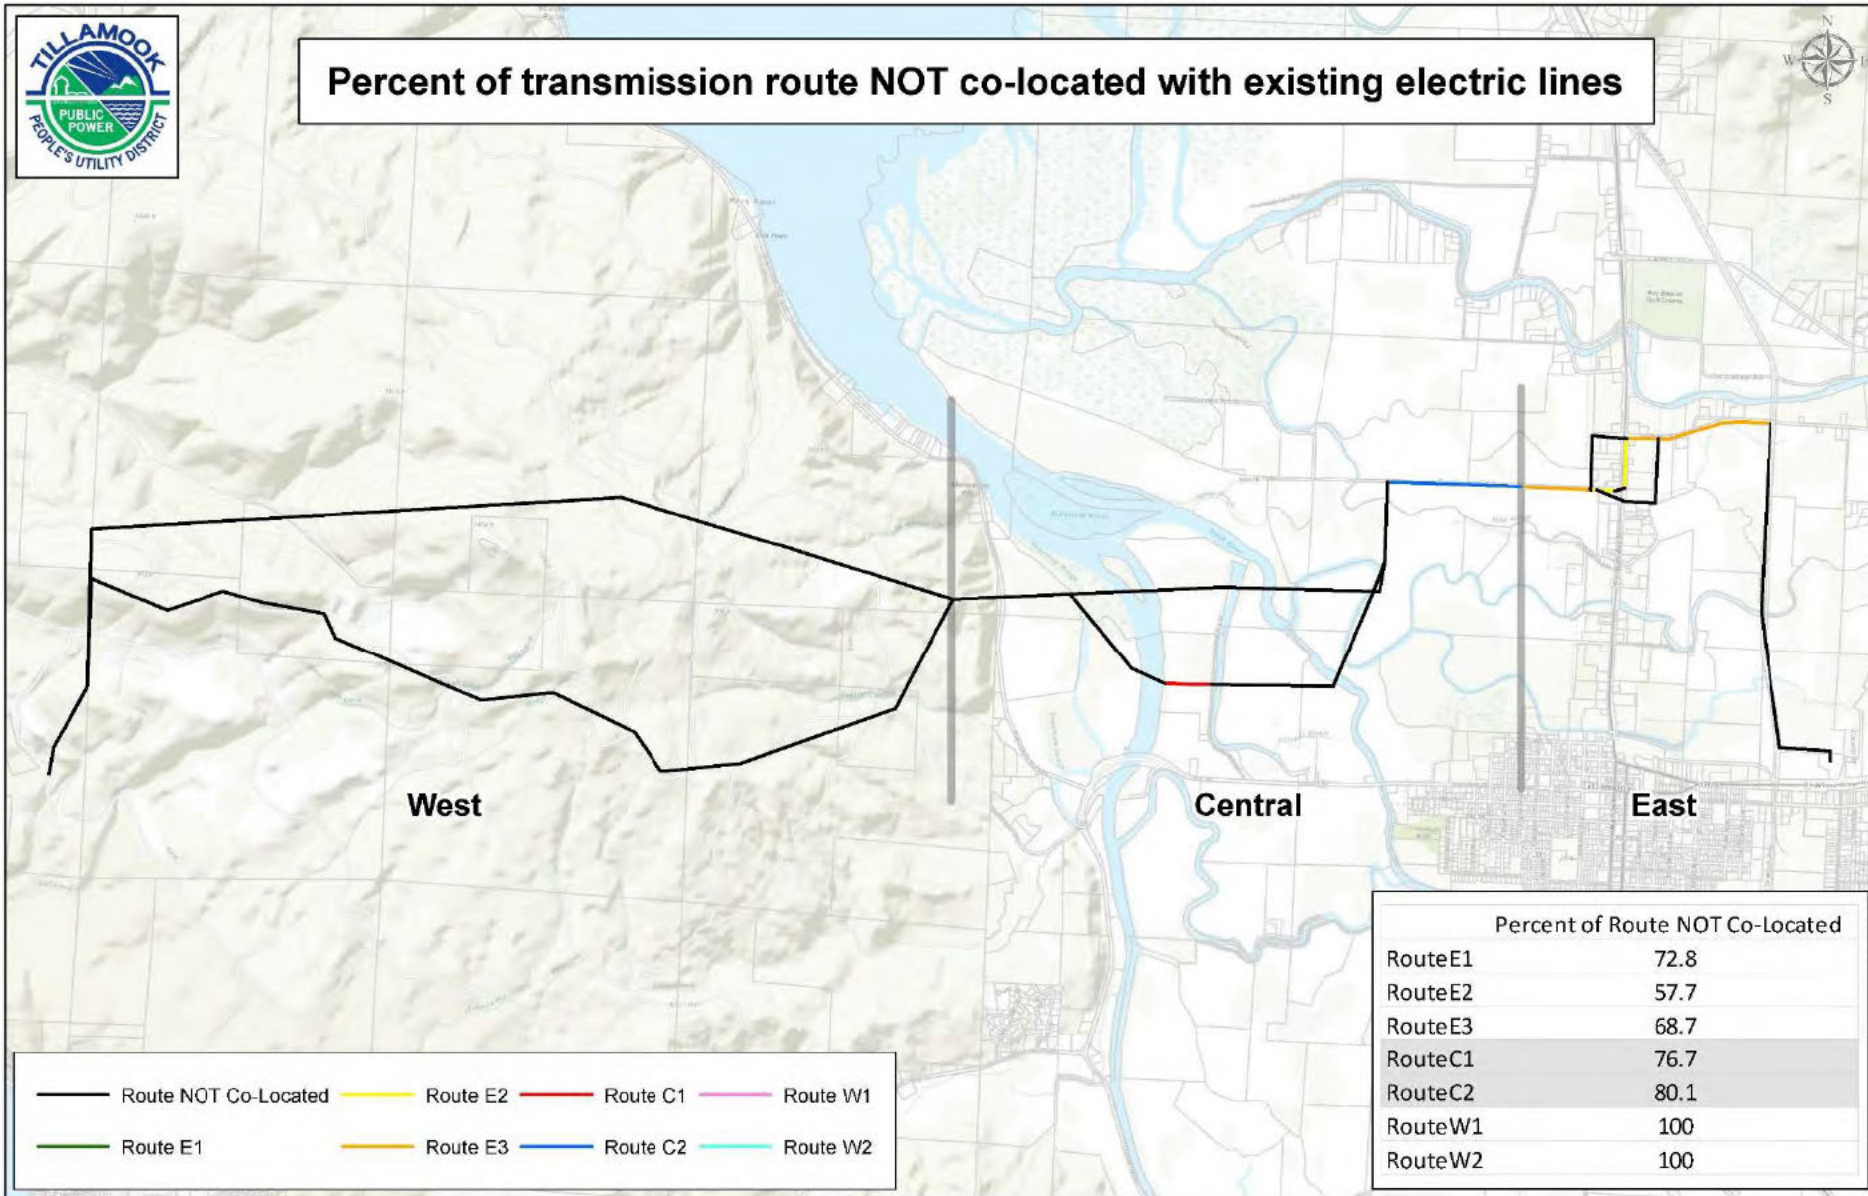 TILLAMOOK
PUBLIC
POWER
PEOPLE'S UTILITY DISTRICT
Percent of transmission route NOT co-located with existing electric lines
N
W
E
S
West
Central
East
Percent of Route NOT Co-Located
RouteE1 72.8
RouteE2 57.7
RouteE3 68.7
RouteC1 76.7
RouteC2 80.1
RouteW1 100
RouteW2 100
Route NOT Co-Located Route E2 Route C1 Route W1
Route E1 Route E3 Route C2 Route W2